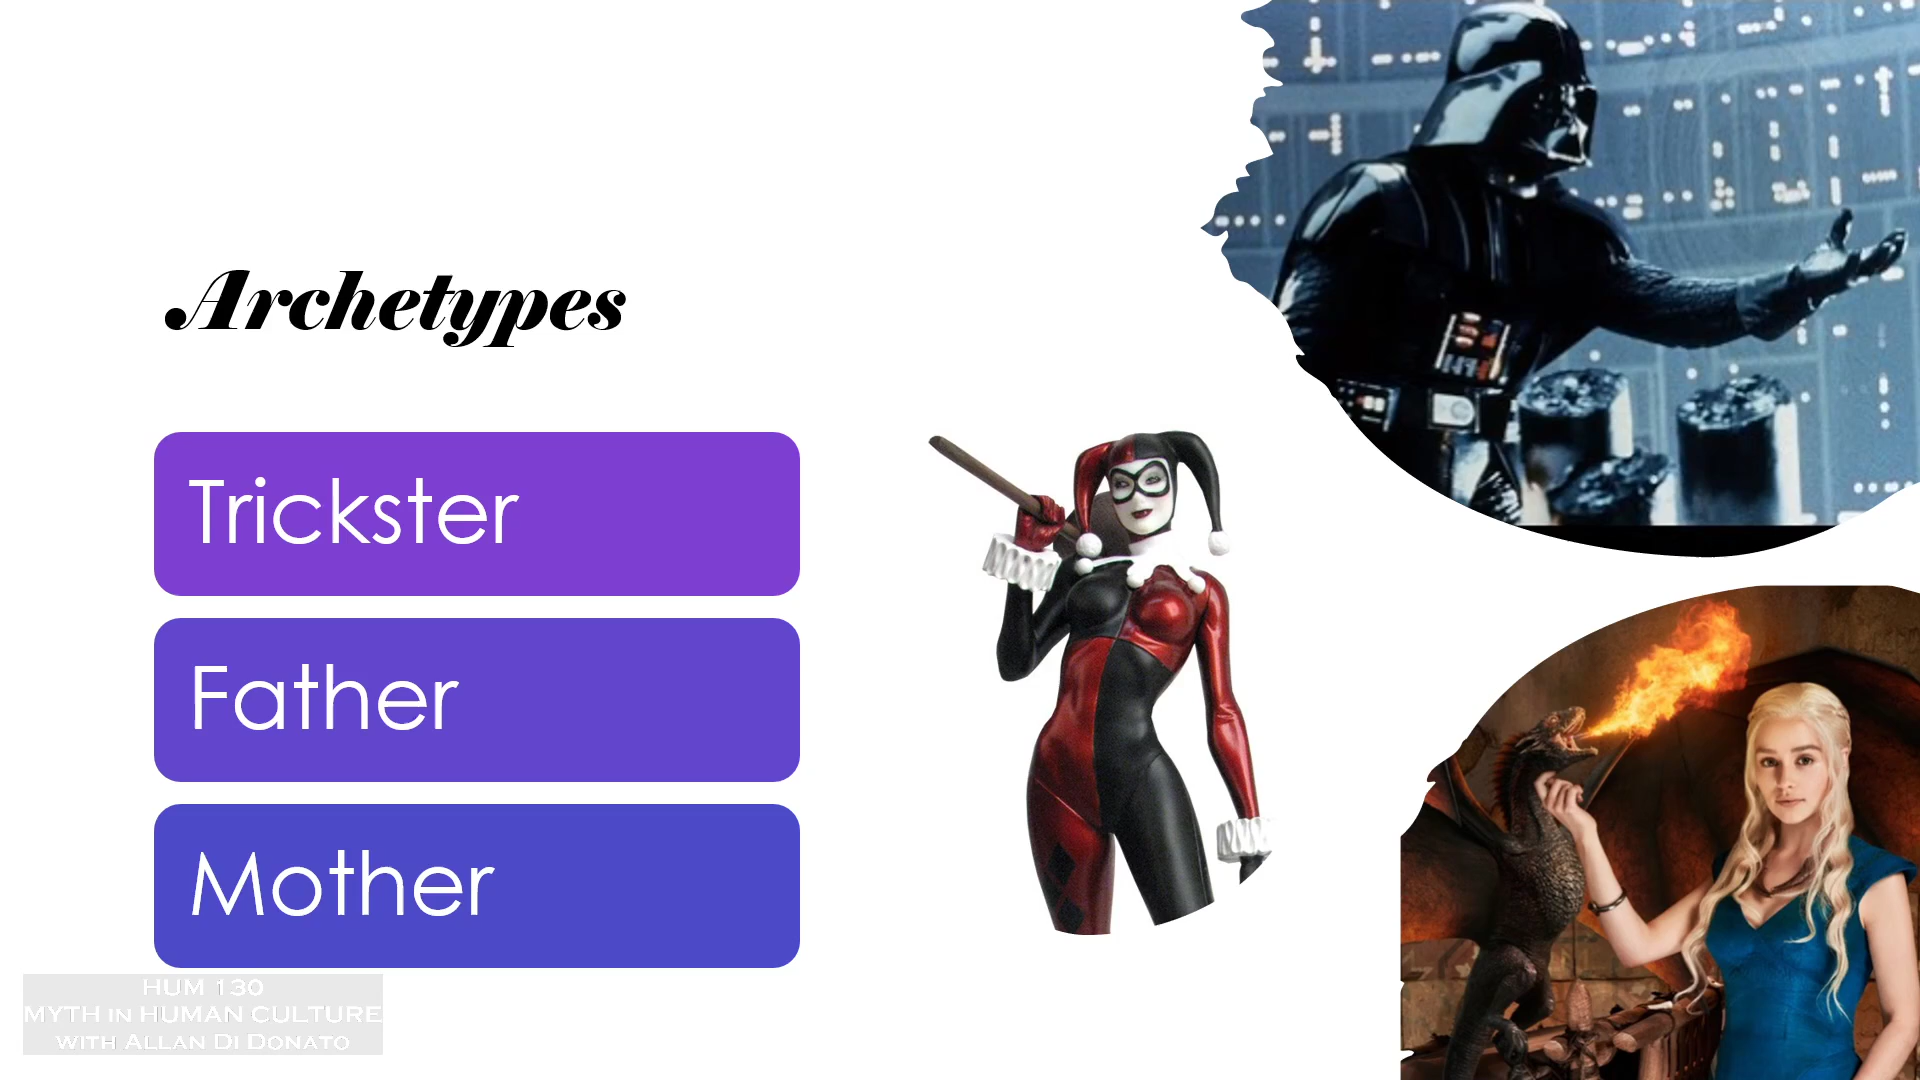 Archetypes
Trickster
Father
Mother
HUM 130
MYTH in HUMAN CULTURE
WITH ALLAN DI DONATO